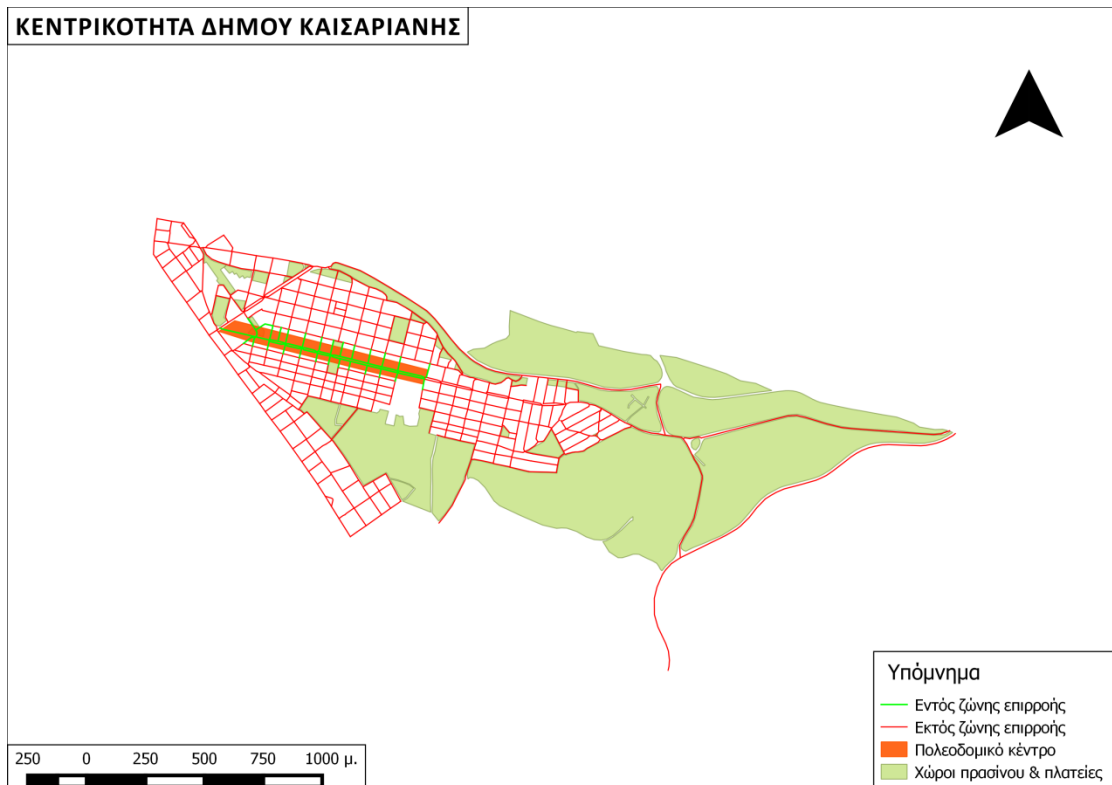 ΚΕΝΤΡΙΚΟΤΗΤΑ ΔΗΜΟΥ ΚΑΙΣΑΡΙΑΝΗΣ
Υπόμνημα
Εντός ζώνης επιρροής
Εκτός ζώνης επιρροής
Πολεοδομικό κέντρο
Χώροι πρασίνου & πλατείες
250 0 250 500 750 1000 μ.